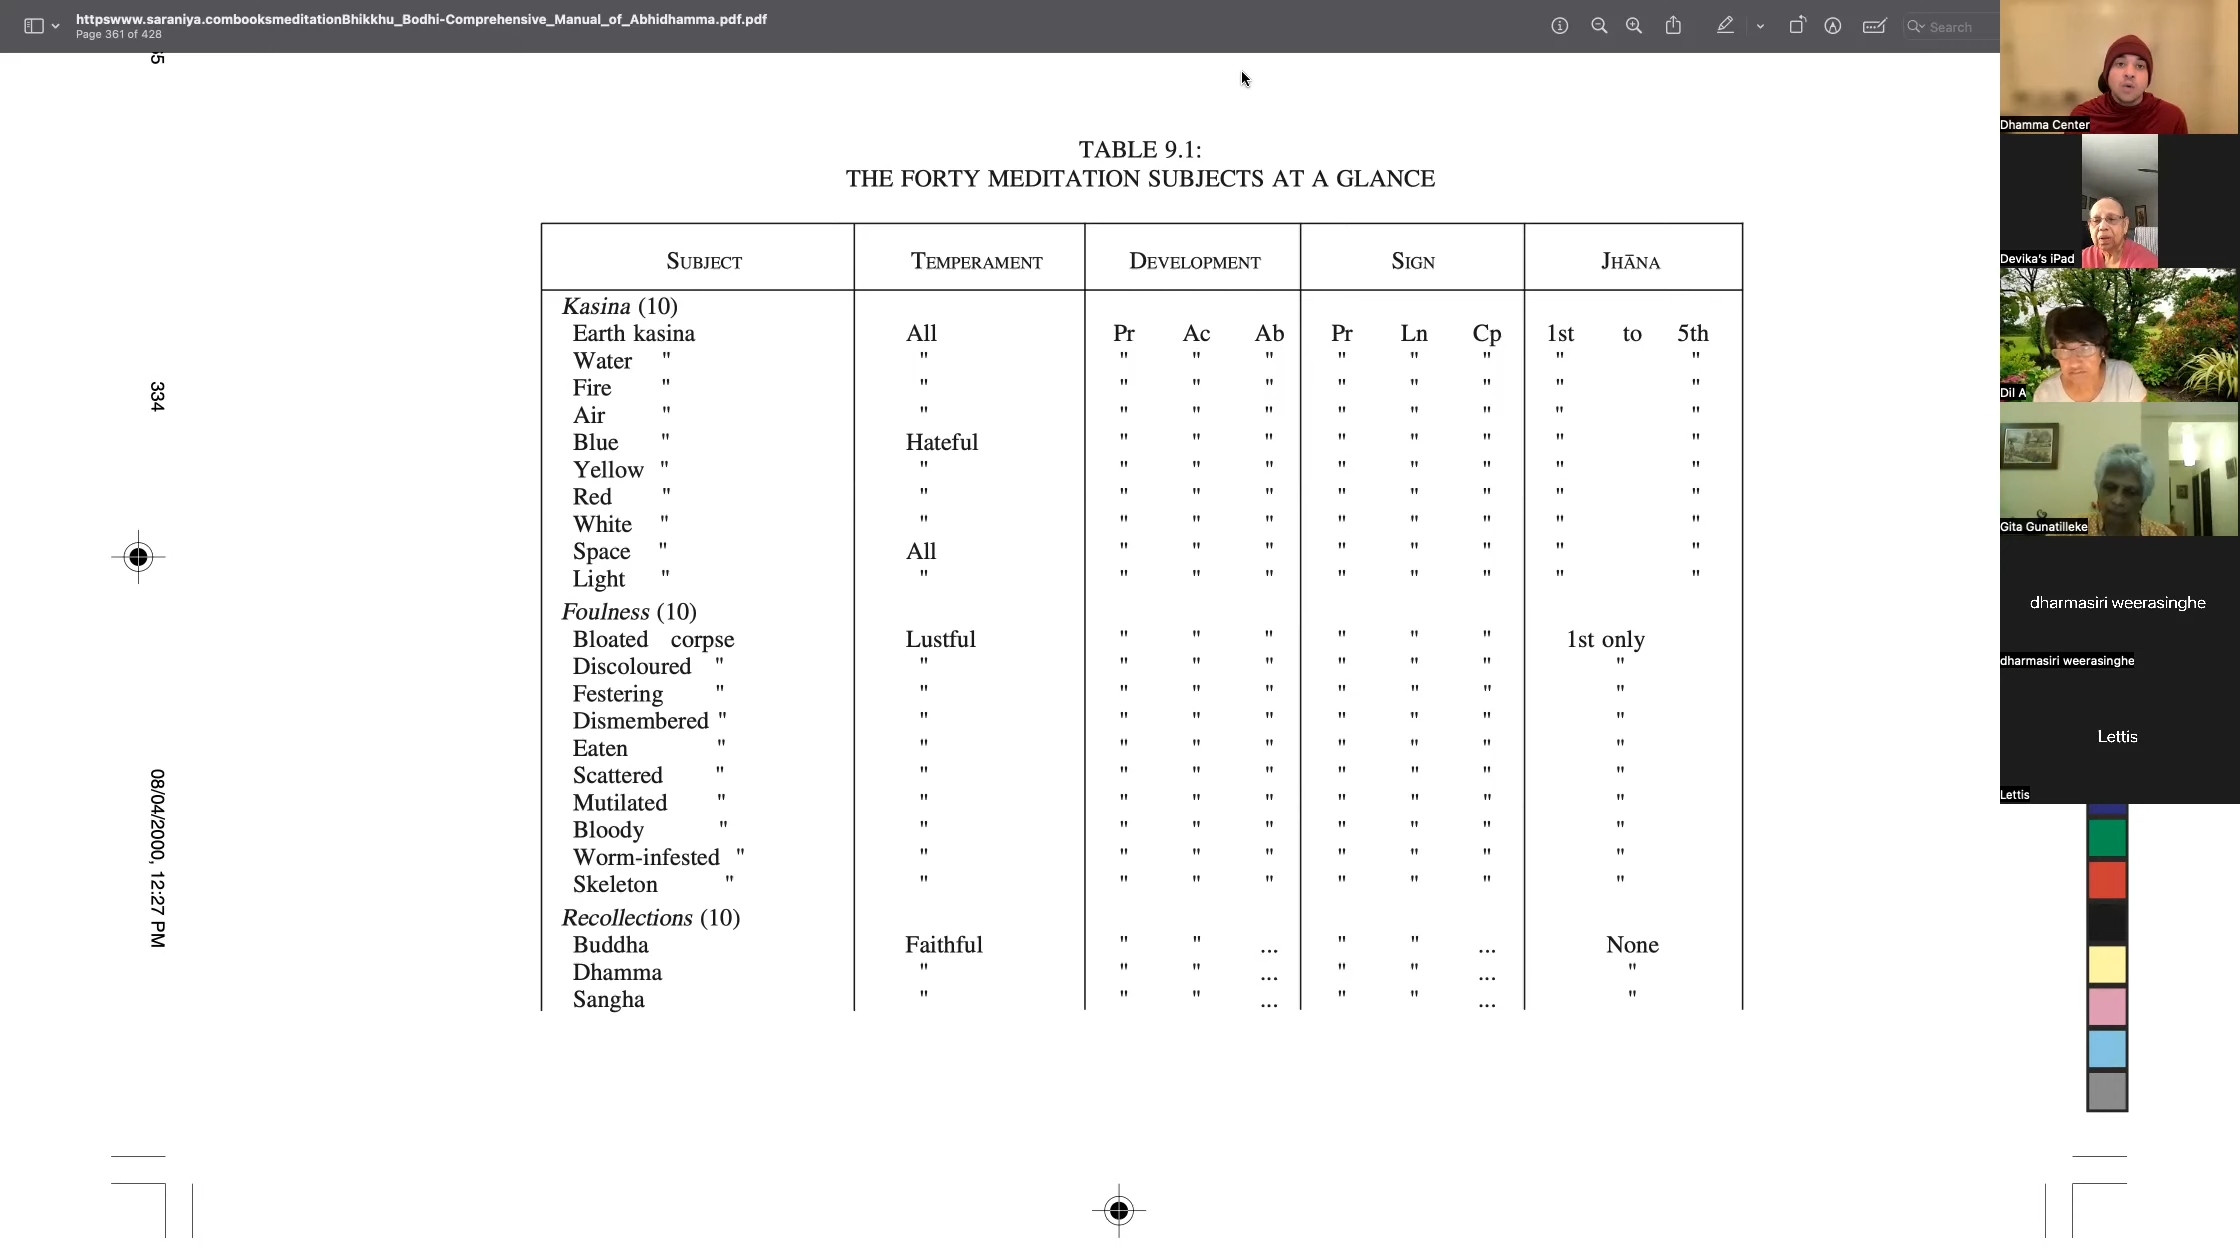 httpswww.saraniya.combooksmeditationBhikkhu_Bodhi-Comprehensive_Manual_of_Abhidhamma.pdf.pdf
Page 361 of 428
Search
334
08/04/2000, 12:27 PM
TABLE 9.1:
THE FORTY MEDITATION SUBJECTS AT A GLANCE
SUBJECT TEMPERAMENT DEVELOPMENT SIGN JHĀNA
Kasina (10)
Earth kasina All Pr Ac Ab Pr Ln Cp 1st to 5th
Water " " " " " " " " " "
Fire " " " " " " " " " "
Air " " " " " " " " " "
Blue " Hateful " " " " " " " "
Yellow " " " " " " " " " "
Red " " " " " " " " " "
White " " " " " " " " " "
Space " All " " " " " " " "
Light " " " " " " " " " "
Foulness (10)
Bloated corpse Lustful " " " " " " 1st only
Discoloured " " " " " " " " "
Festering " " " " " " " " "
Dismembered " " " " " " " " "
Eaten " " " " " " " " "
Scattered " " " " " " " " "
Mutilated " " " " " " " " "
Bloody " " " " " " " " "
Worm-infested " " " " " " " " "
Skeleton " " " " " " " " "
Recollections (10)
Buddha Faithful " " ... " " ... None
Dhamma " " " ... " " ... "
Sangha " " " ... " " ... "
Dhamma Center
Devika's iPad
Dil A
Gita Gunatilleke
dharmasiri weerasinghe
dharmasiri weerasinghe
Lettis
Lettis